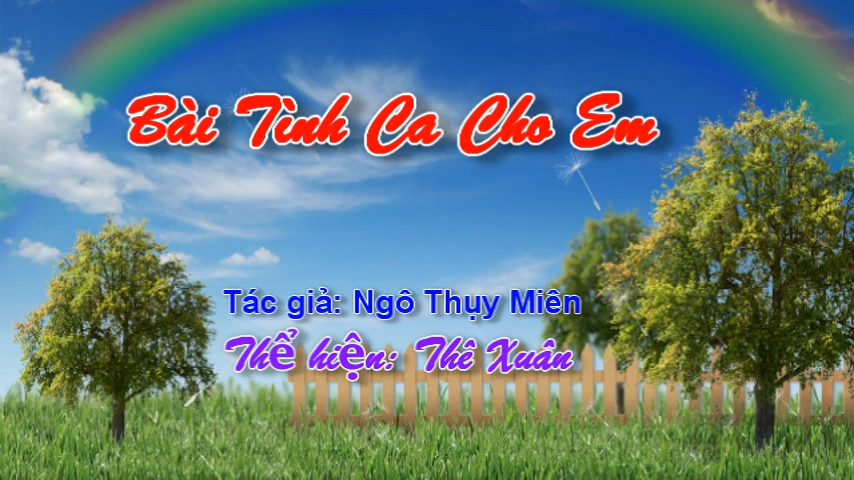 Bài Tình Ca Cho Em
Tác giả: Ngô Thụy Miên
Thể hiện: Thê Xuân